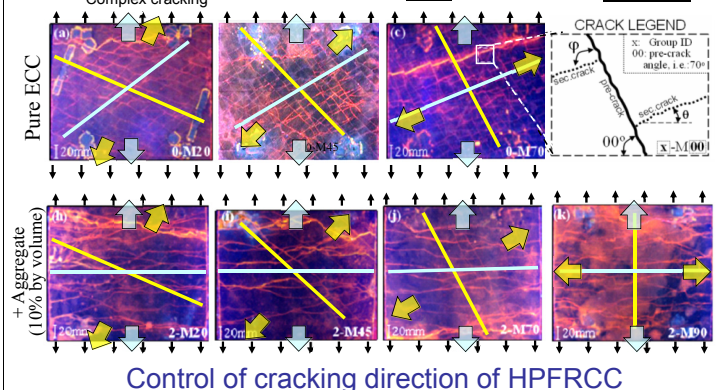 Complex cracking
Pure ECC
(a)
20mm
0-M20
0-M45
20mm
(c)
20mm
0-M70
CRACK LEGEND
x: Group ID
00: pre-crack
angle, i.e.:70°
φ
sec.crack
pre-crack
sec.crack
θ
00°
x-M00
+ Aggregate
(10% by volume)
(h)
20mm
2-M20
(i)
20mm
2-M45
(j)
20mm
2-M70
(k)
20mm
2-M90
Control of cracking direction of HPFRCC